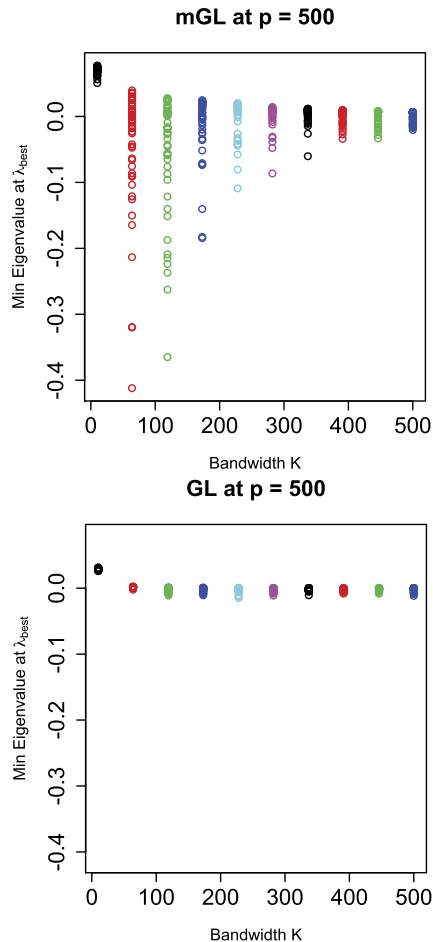 mGL at p = 500
Min Eigenvalue at λbest
0.0
-0.1
-0.2
-0.3
-0.4
0 100 200 300 400 500
Bandwidth K
GL at p = 500
Min Eigenvalue at λbest
0.0
-0.1
-0.2
-0.3
-0.4
0 100 200 300 400 500
Bandwidth K